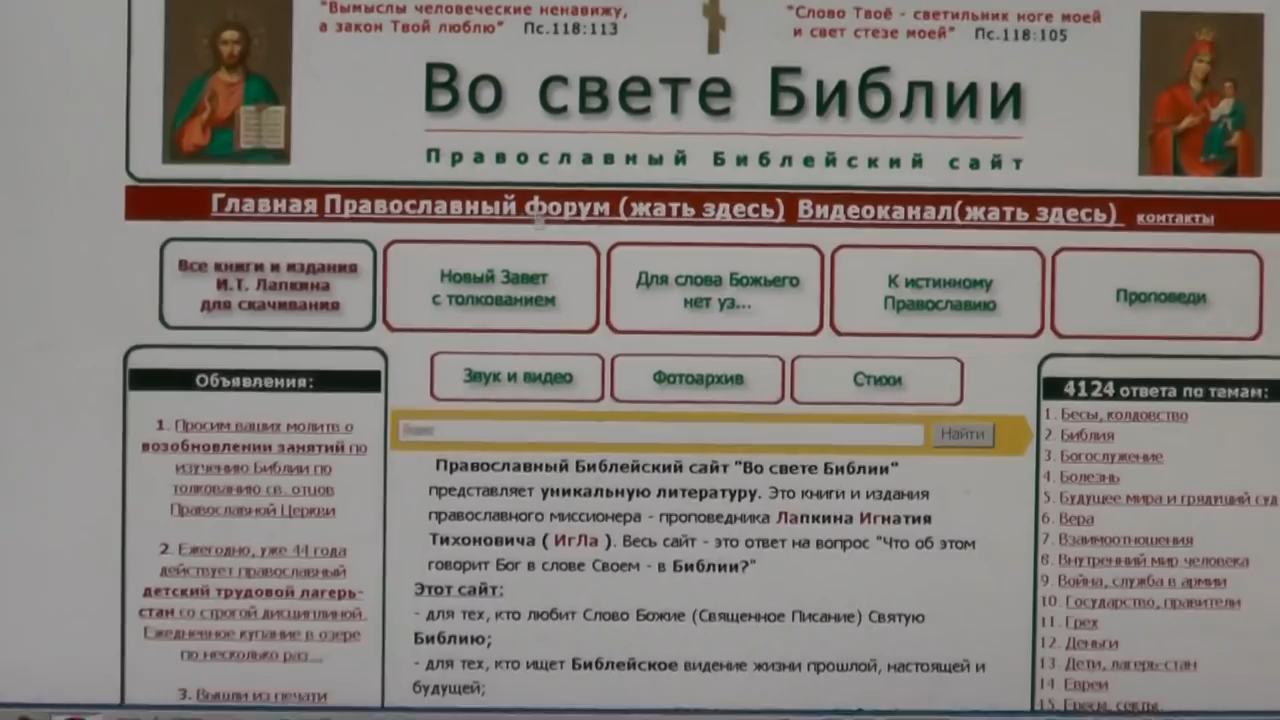 "Вымыслы человеческие ненавижу,
а закон Твой люблю" Пс.118:113
"Слово Твоё - светильник ноге моей
и свет стезе моей" Пс.118:105
Во свете Библии
Православный Библейский сайт
Главная Православный форум (жать здесь) Видеоканал(жать здесь) контакты
Все книги и издания
И.Т. Лапкина
для скачивания
Новый Завет
с толкованием
Для слова Божьего
нет уз...
К истинному
Православию
Проповеди
Звук и видео
Фотоархив
Стихи
Объявления:
1. Просим ваших молитв о
возобновлении занятий по
изучению Библии по
толкованию св. отцов
Православной Церкви
2. Ежегодно, уже 44 года
действует православный
детский трудовой лагерь-
стан со строгой дисциплиной.
Ежедневное купание в озере
по несколько раз...
3. Вышли из печати
Найти
Православный Библейский сайт "Во свете Библии"
представляет уникальную литературу. Это книги и издания
православного миссионера - проповедника Лапкина Игнатия
Тихоновича ( ИгЛа ). Весь сайт - это ответ на вопрос "Что об этом
говорит Бог в слове Своем - в Библии?"
Этот сайт:
- для тех, кто любит Слово Божие (Священное Писание) Святую
Библию;
- для тех, кто ищет Библейское видение жизни прошлой, настоящей и
будущей;
4124 ответа по темам:
1. Бесы, колдовство
2. Библия
3. Богослужение
4. Болезнь
5. Будущее мира и грядущий суд
6. Вера
7. Взаимоотношения
8. Внутренний мир человека
9. Война, служба в армии
10. Государство, правители
11. Грех
12. Деньги
13. Дети, лагерь-стан
14. Евреи
15. Ереси, секты.